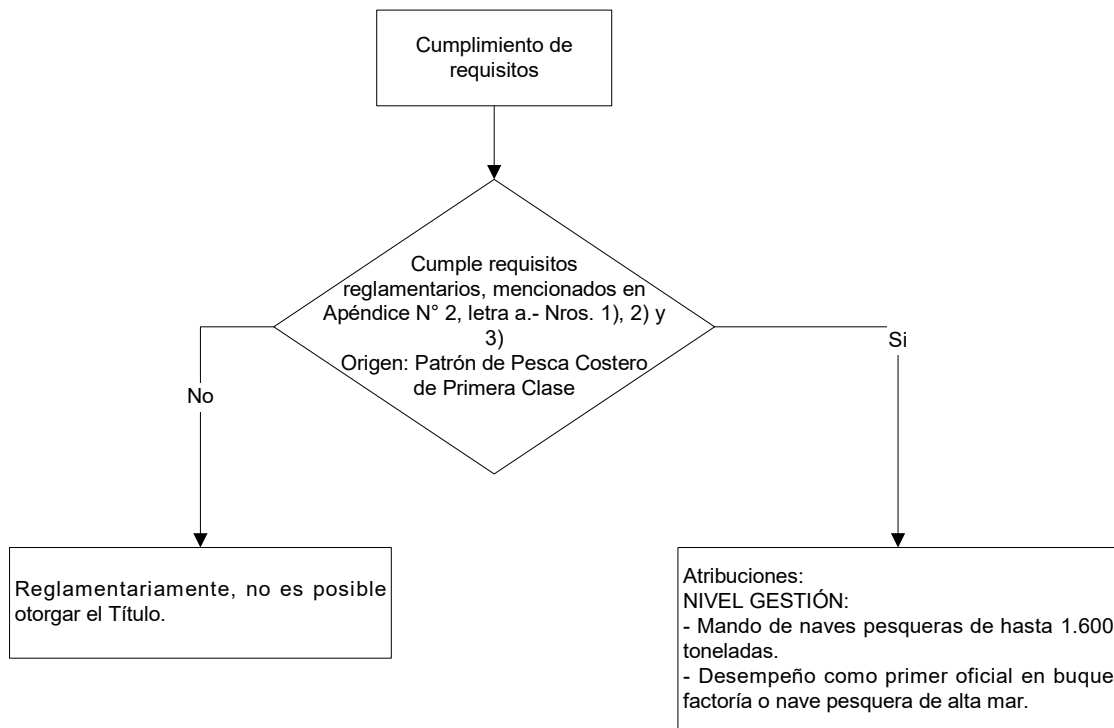 Cumplimiento de
requisitos
Cumple requisitos
reglamentarios, mencionados en
Apéndice N° 2, letra a.- Nros. 1), 2) y
3)
Origen: Patrón de Pesca Costero
de Primera Clase
No
Si
Reglamentariamente, no es posible
otorgar el Título.
Atribuciones:
NIVEL GESTIÓN:
- Mando de naves pesqueras de hasta 1.600
toneladas.
- Desempeño como primer oficial en buque
factoría o nave pesquera de alta mar.